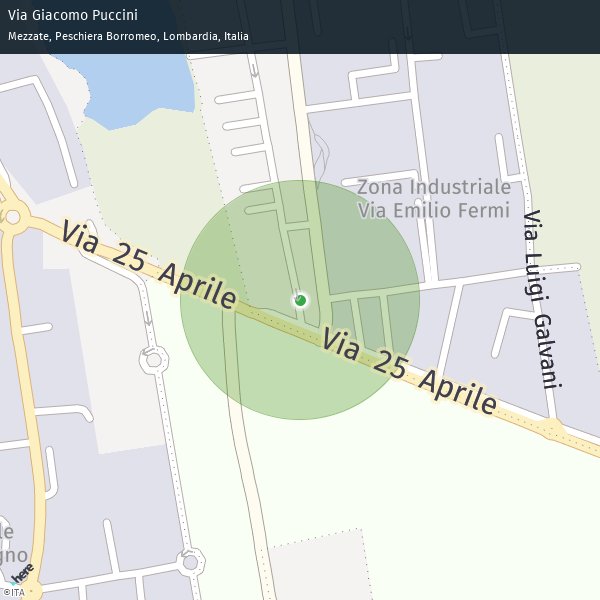 Via Giacomo Puccini
Mezzate, Peschiera Borromeo, Lombardia, Italia
Zona Industriale
Via Emilio Fermi
Via 25 Aprile
Via Luigi Galvani
Via 25 Aprile
le
gno
here
©ITA